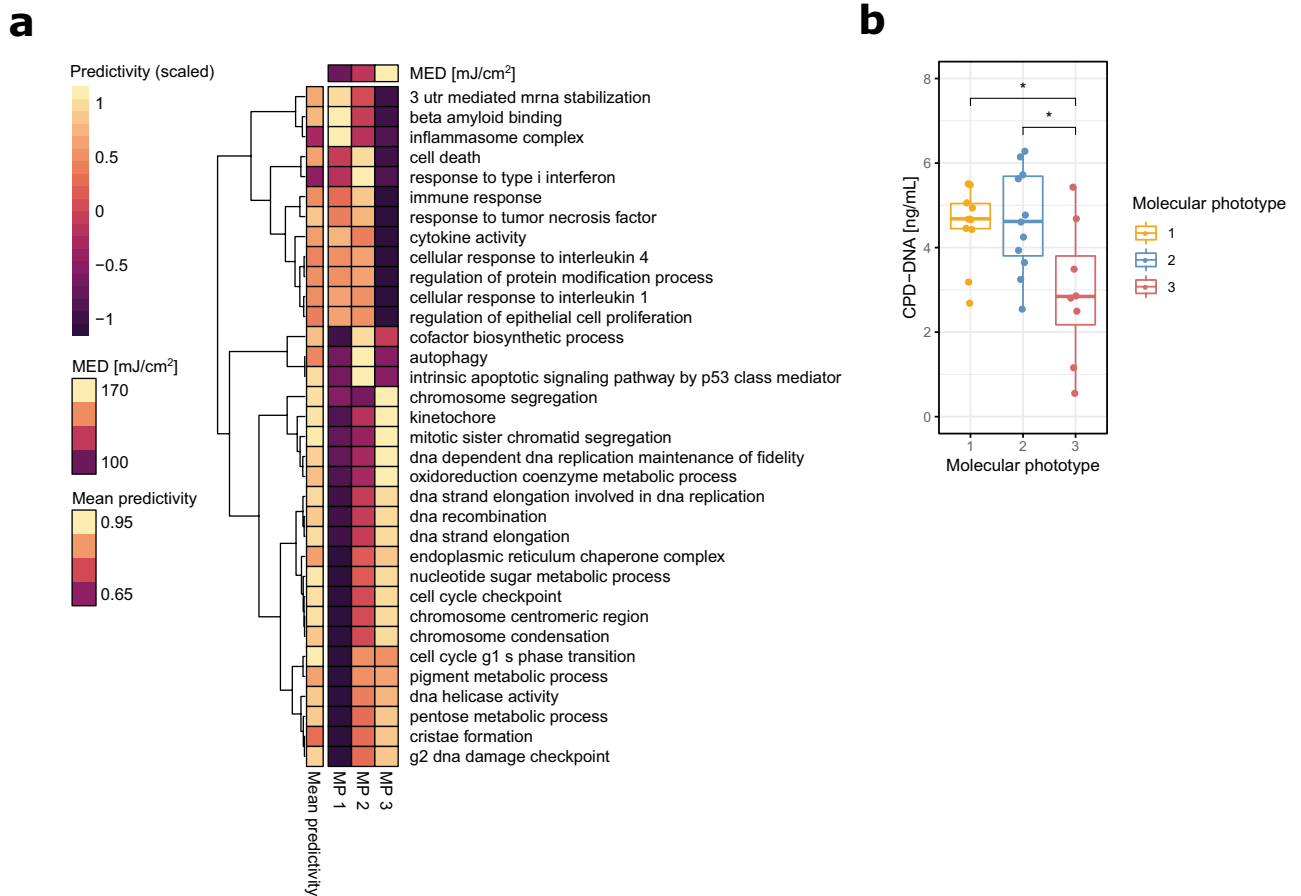 a
Predictivity (scaled)
1
0.5
0
−0.5
−1
MED [mJ/cm²]
170
100
Mean predictivity
0.95
0.65
MED [mJ/cm²]
3 utr mediated mrna stabilization
beta amyloid binding
inflammasome complex
cell death
response to type i interferon
immune response
response to tumor necrosis factor
cytokine activity
cellular response to interleukin 4
regulation of protein modification process
cellular response to interleukin 1
regulation of epithelial cell proliferation
cofactor biosynthetic process
autophagy
intrinsic apoptotic signaling pathway by p53 class mediator
chromosome segregation
kinetochore
mitotic sister chromatid segregation
dna dependent dna replication maintenance of fidelity
oxidoreduction coenzyme metabolic process
dna strand elongation involved in dna replication
dna recombination
dna strand elongation
endoplasmic reticulum chaperone complex
nucleotide sugar metabolic process
cell cycle checkpoint
chromosome centromeric region
chromosome condensation
cell cycle g1 s phase transition
pigment metabolic process
dna helicase activity
pentose metabolic process
cristae formation
g2 dna damage checkpoint
Mean predictivity
MP 1
MP 2
MP 3
b
CPD−DNA [ng/mL]
8
6
4
2
0
*
*
1 2 3
Molecular phototype
Molecular phototype
1
2
3